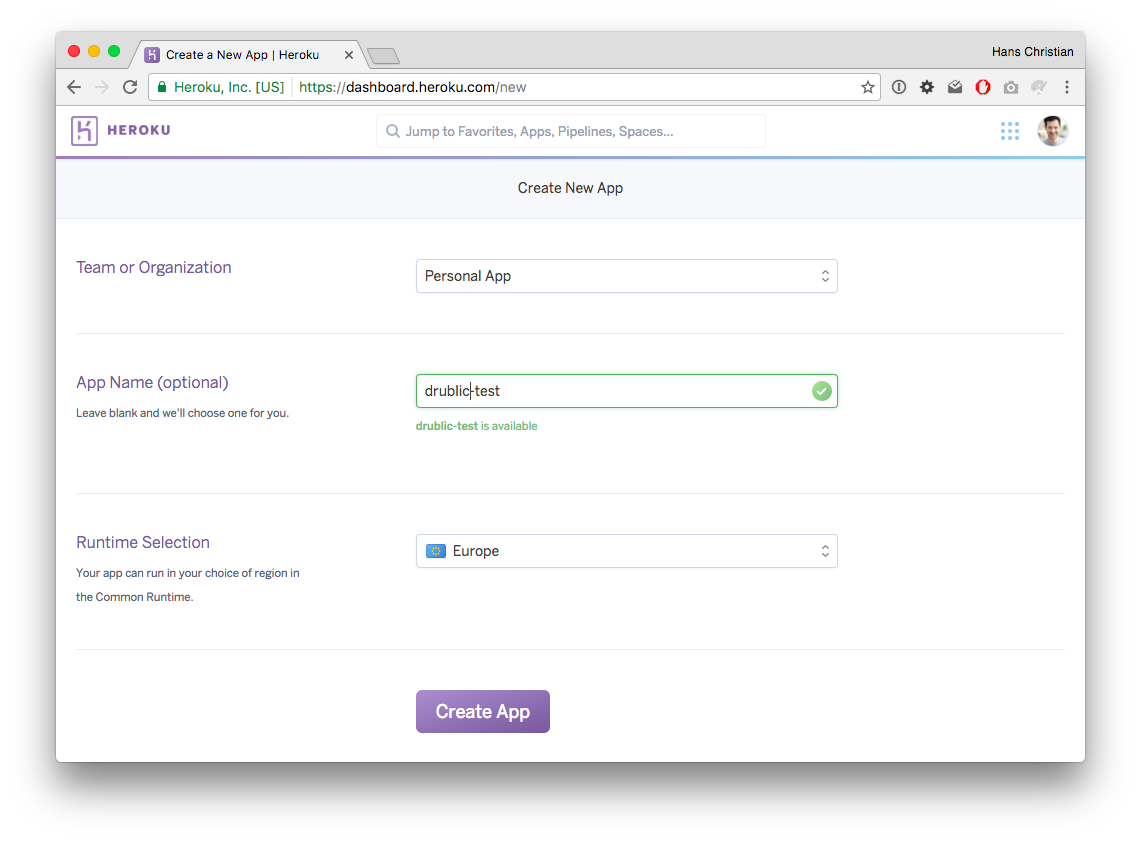 Create a New App | Heroku
Hans Christian
Heroku, Inc. [US] https://dashboard.heroku.com/new
HEROKU
Jump to Favorites, Apps, Pipelines, Spaces...
Create New App
Team or Organization
Personal App
App Name (optional)
Leave blank and we'll choose one for you.
drublic-test
drublic-test is available
Runtime Selection
Your app can run in your choice of region in
the Common Runtime.
Europe
Create App